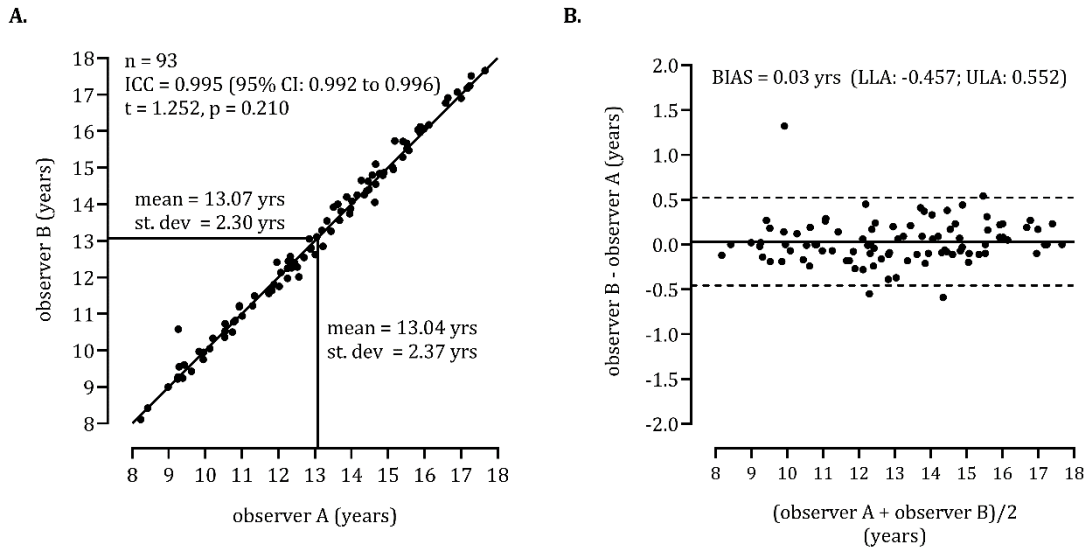 A.
n = 93
ICC = 0.995 (95% CI: 0.992 to 0.996)
t = 1.252, p = 0.210
mean = 13.07 yrs
st. dev = 2.30 yrs
mean = 13.04 yrs
st. dev = 2.37 yrs
observer B (years)
18
17
16
15
14
13
12
11
10
9
8
8 9 10 11 12 13 14 15 16 17 18
observer A (years)
B.
BIAS = 0.03 yrs (LLA: -0.457; ULA: 0.552)
observer B - observer A (years)
2.0
1.5
1.0
0.5
0.0
-0.5
-1.0
-1.5
-2.0
8 9 10 11 12 13 14 15 16 17 18
(observer A + observer B)/2
(years)